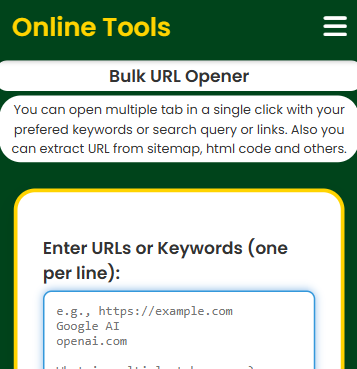 Online Tools
Bulk URL Opener
You can open multiple tab in a single click with your
prefered keywords or search query or links. Also you
can extract URL from sitemap, html code and others.
Enter URLs or Keywords (one
per line):
e.g., https://example.com
Google AI
openai.com